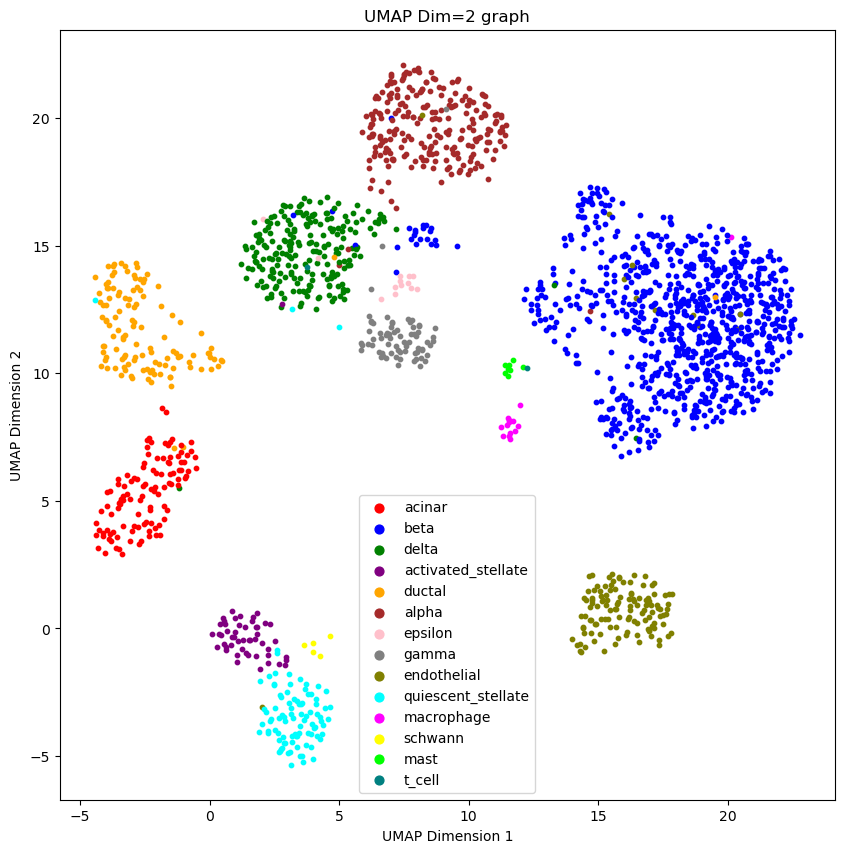 UMAP Dim=2 graph
UMAP Dimension 2
20
15
10
5
0
−5
acinar
beta
delta
activated_stellate
ductal
alpha
epsilon
gamma
endothelial
quiescent_stellate
macrophage
schwann
mast
t_cell
−5 0 5 10 15 20
UMAP Dimension 1